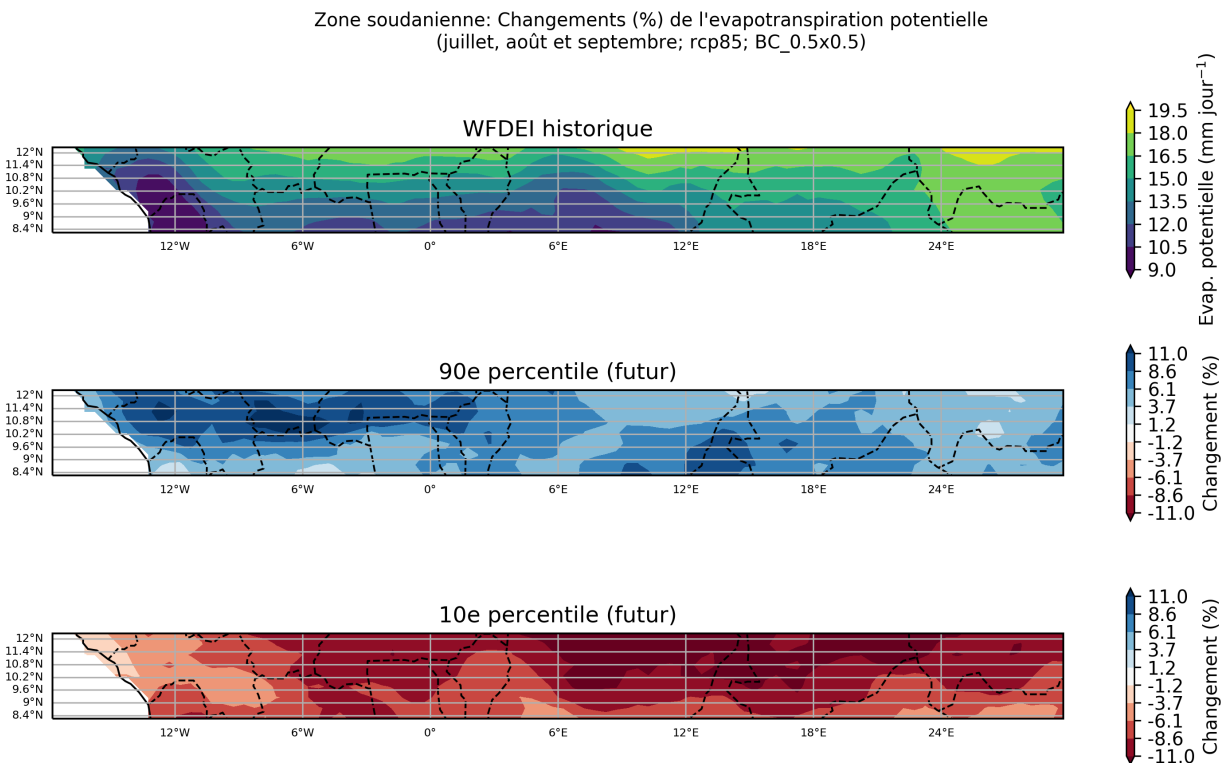 Zone soudanienne: Changements (%) de l'evapotranspiration potentielle
(juillet, août et septembre; rcp85; BC_0.5x0.5)
WFDEI historique
12°N
11.4°N
10.8°N
10.2°N
9.6°N
9°N
8.4°N
12°W 6°W 0° 6°E 12°E 18°E 24°E
19.5
18.0
16.5
15.0
13.5
12.0
10.5
9.0
Evap. potentielle (mm jour⁻¹)
90e percentile (futur)
12°N
11.4°N
10.8°N
10.2°N
9.6°N
9°N
8.4°N
12°W 6°W 0° 6°E 12°E 18°E 24°E
11.0
8.6
6.1
3.7
1.2
-1.2
-3.7
-6.1
-8.6
-11.0
Changement (%)
10e percentile (futur)
12°N
11.4°N
10.8°N
10.2°N
9.6°N
9°N
8.4°N
12°W 6°W 0° 6°E 12°E 18°E 24°E
11.0
8.6
6.1
3.7
1.2
-1.2
-3.7
-6.1
-8.6
-11.0
Changement (%)